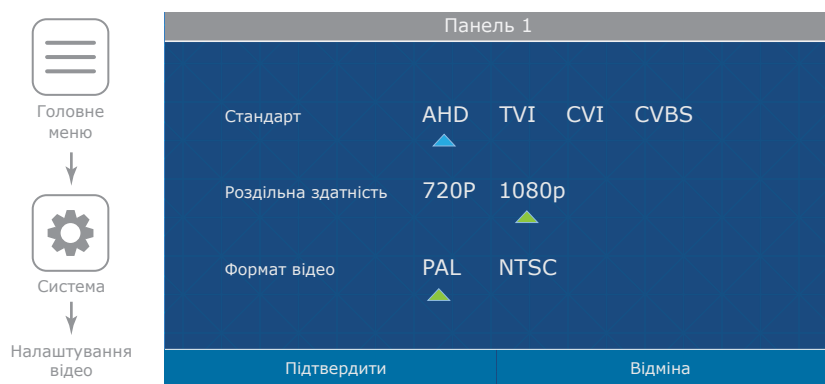 Головне
меню
Система
Налаштування
відео
Панель 1
Стандарт AHD TVI CVI CVBS
Роздільна здатність 720P 1080p
Формат відео PAL NTSC
Підтвердити Відміна